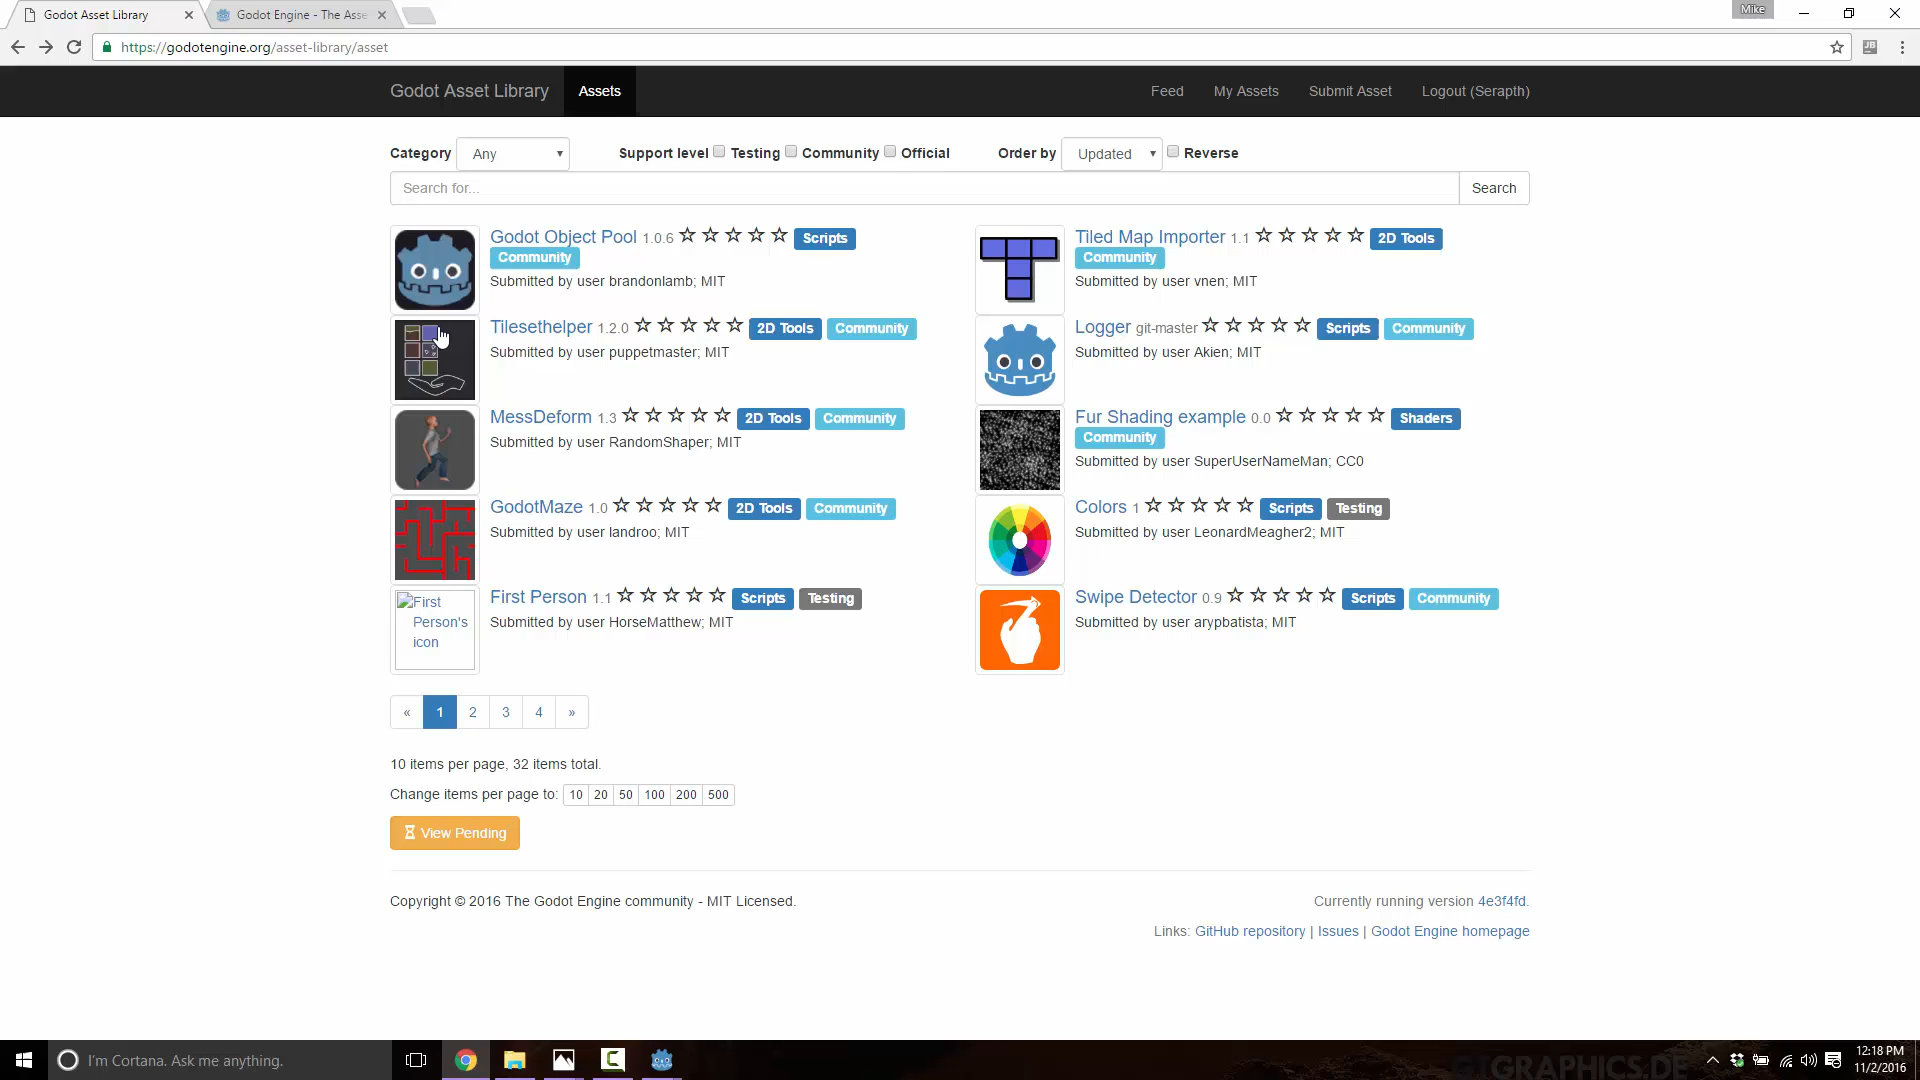 Godot Asset Library
Godot Engine - The Asse
Mike
https://godotengine.org/asset-library/asset
JB
Godot Asset Library Assets Feed My Assets Submit Asset Logout (Serapth)
Category Any Support level Testing Community Official Order by Updated Reverse
Search for... Search
Godot Object Pool 1.0.6 Scripts
Community
Submitted by user brandonlamb; MIT
Tiled Map Importer 1.1 2D Tools
Community
Submitted by user vnen; MIT
Tilesethelper 1.2.0 2D Tools Community
Submitted by user puppetmaster; MIT
Logger git-master Scripts Community
Submitted by user Akien; MIT
MessDeform 1.3 2D Tools Community
Submitted by user RandomShaper; MIT
Fur Shading example 0.0 Shaders
Community
Submitted by user SuperUserNameMan; CC0
GodotMaze 1.0 2D Tools Community
Submitted by user landroo; MIT
Colors 1 Scripts Testing
Submitted by user LeonardMeagher2; MIT
First
Person's
icon
First Person 1.1 Scripts Testing
Submitted by user HorseMatthew; MIT
Swipe Detector 0.9 Scripts Community
Submitted by user arypbatista; MIT
« 1 2 3 4 »
10 items per page, 32 items total.
Change items per page to: 10 20 50 100 200 500
View Pending
Copyright © 2016 The Godot Engine community - MIT Licensed.
Currently running version 4e3f4fd.
Links: GitHub repository | Issues | Godot Engine homepage
I'm Cortana. Ask me anything.
GTGRAPHICS.DE
12:18 PM
11/2/2016